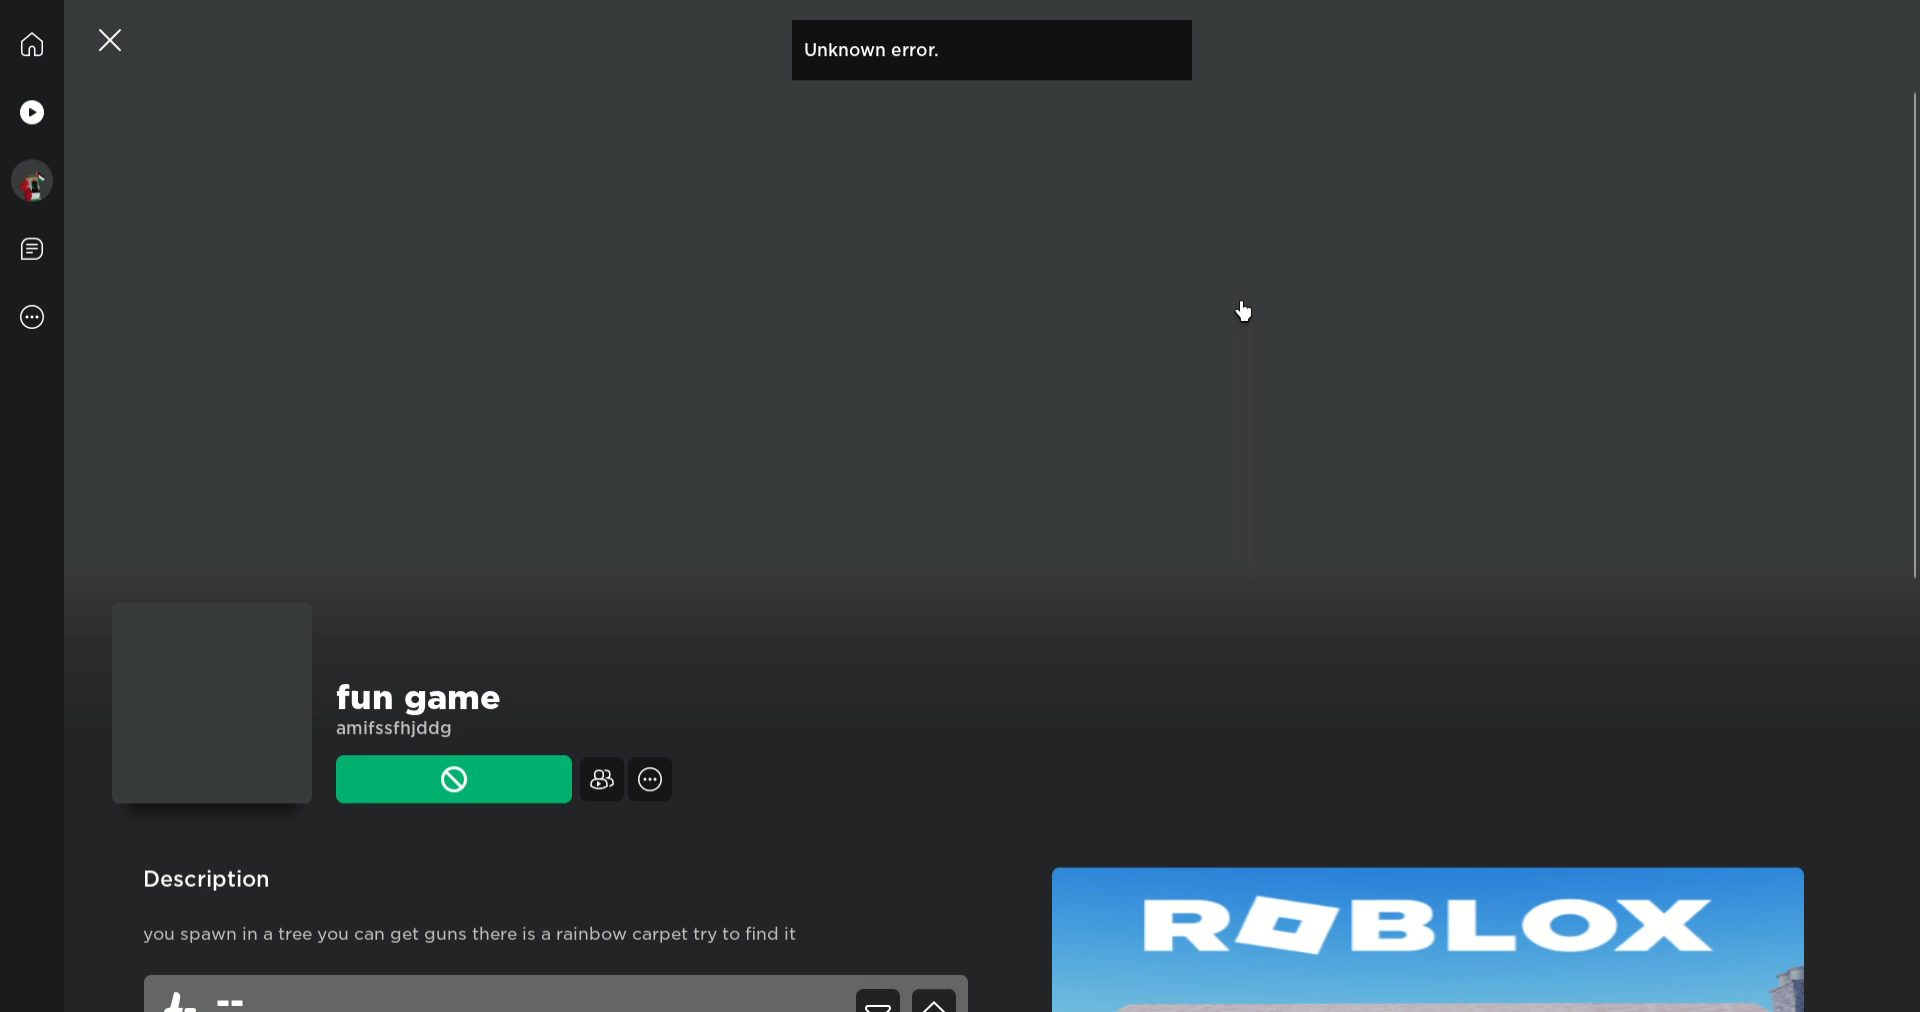 Unknown error.
fun game
amifssfhjddg
Description
you spawn in a tree you can get guns there is a rainbow carpet try to find it
--
ROBLOX